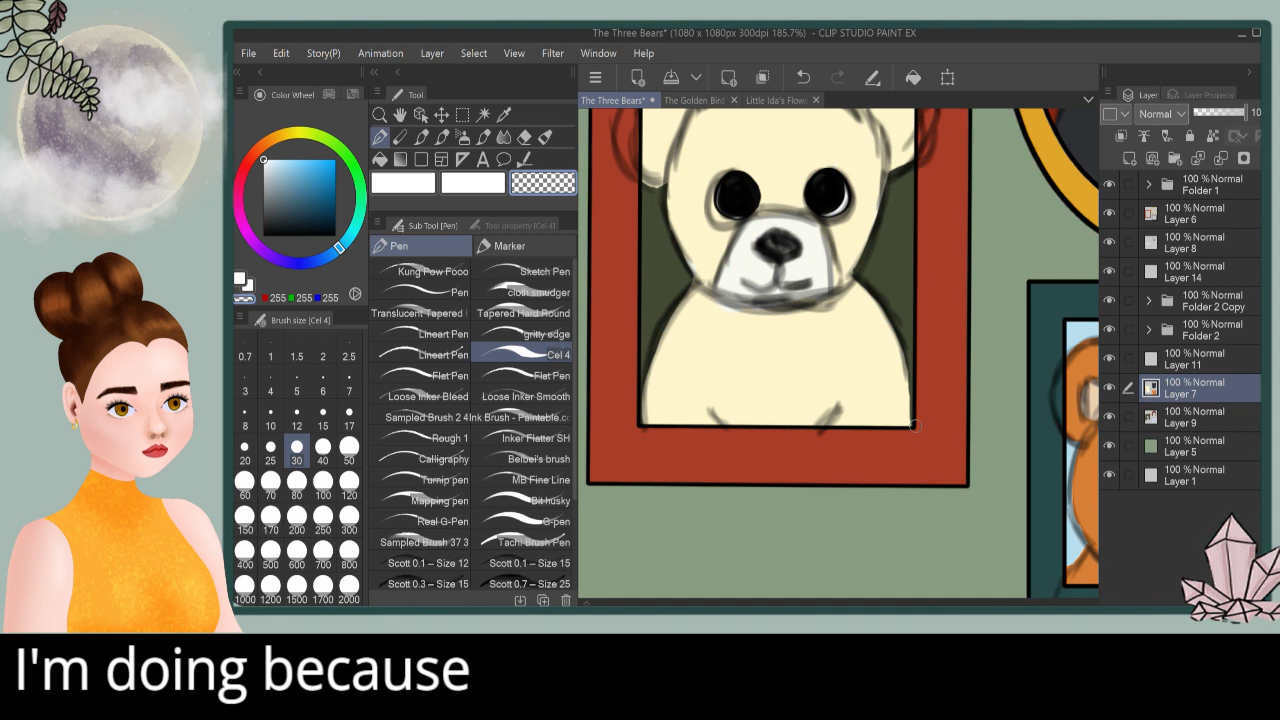 The Three Bears* (1080 x 1080px 300dpi 185.7%) - CLIP STUDIO PAINT EX
File Edit Story(P) Animation Layer Select View Filter Window Help
Color Wheel
Tool
The Three Bears* The Golden Bird Little Ida's Flowe
Layer Layer Property
Normal 10
255 255 255
Brush size [Cel 4]
0.7 1 1.5 2 2.5
3 4 5 6 7
8 10 12 15 17
20 25 30 40 50
60 70 80 100 120
150 170 200 250 300
400 500 600 700 800
1000 1200 1500 1700 2000
Sub Tool [Pen] Tool property [Cel 4]
Pen Marker
Kung Pow Fooo Sketch Pen
Pen cloth smudger
Translucent Tapered Tapered Hard Round
Lineart Pen gritty edge
Lineart Pen Cel 4
Flat Pen Flat Pen
Loose Inker Bleed Loose Inker Smooth
Sampled Brush 2 4 Ink Brush - Paintable.cc
Rough 1 Inker Flatter SH
Calligraphy Beibei's brush
Turnip pen MB Fine Line
Mapping pen Bit husky
Real G-Pen G-pen
Sampled Brush 37 3 Tachi Brush Pen
Scott 0.1 – Size 12 Scott 0.1 – Size 15
Scott 0.3 – Size 15 Scott 0.7 – Size 25
100 % Normal
Folder 1
100 % Normal
Layer 6
100 % Normal
Layer 8
100 % Normal
Layer 14
100 % Normal
Folder 2 Copy
100 % Normal
Folder 2
100 % Normal
Layer 11
100 % Normal
Layer 7
100 % Normal
Layer 9
100 % Normal
Layer 5
100 % Normal
Layer 1
I'm doing because